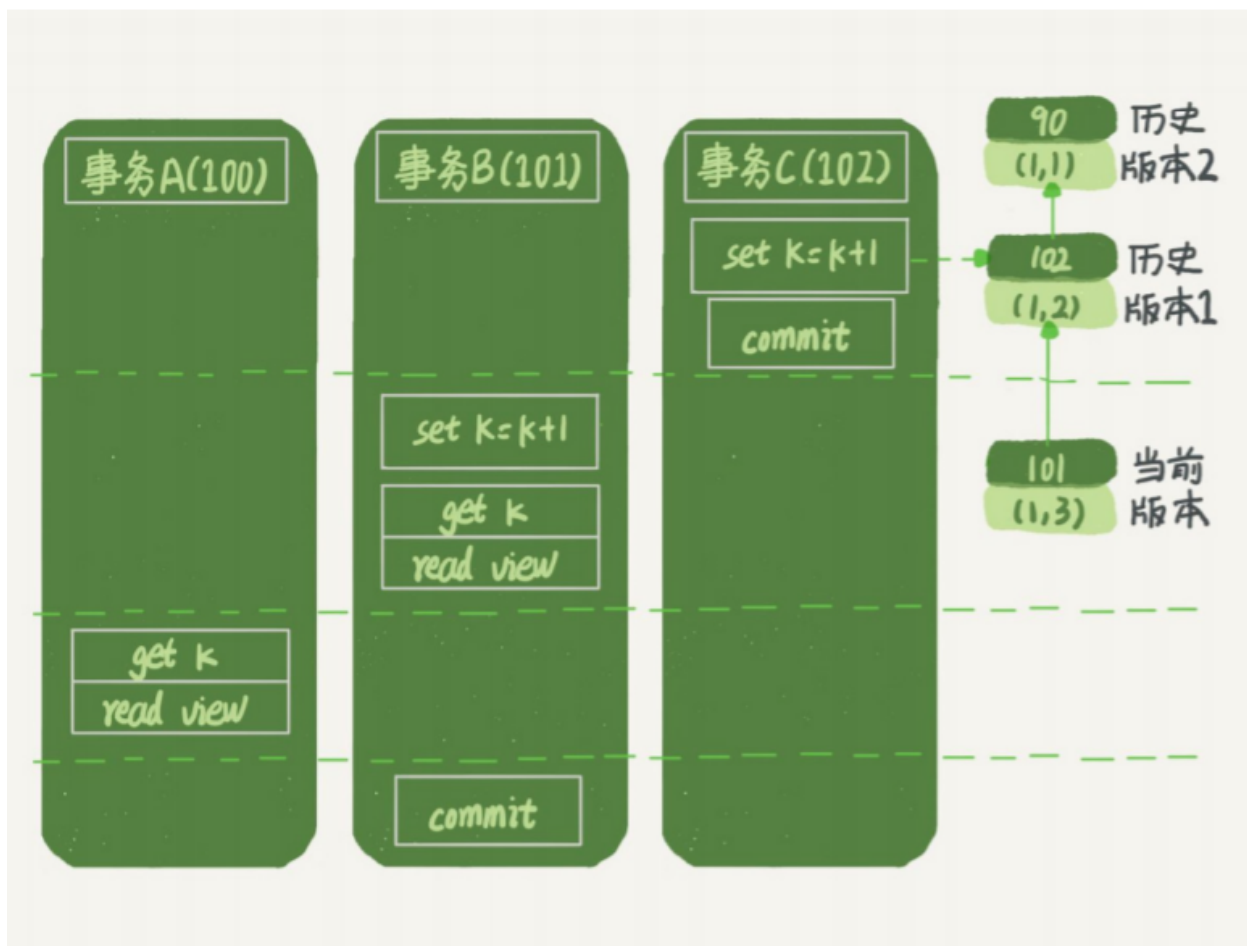 事务A(100)
get k
read view
事务B(101)
set k=k+1
get k
read view
commit
事务C(102)
set k=k+1
commit
90
(1,1)
历史
版本2
102
(1,2)
历史
版本1
101
(1,3)
当前
版本